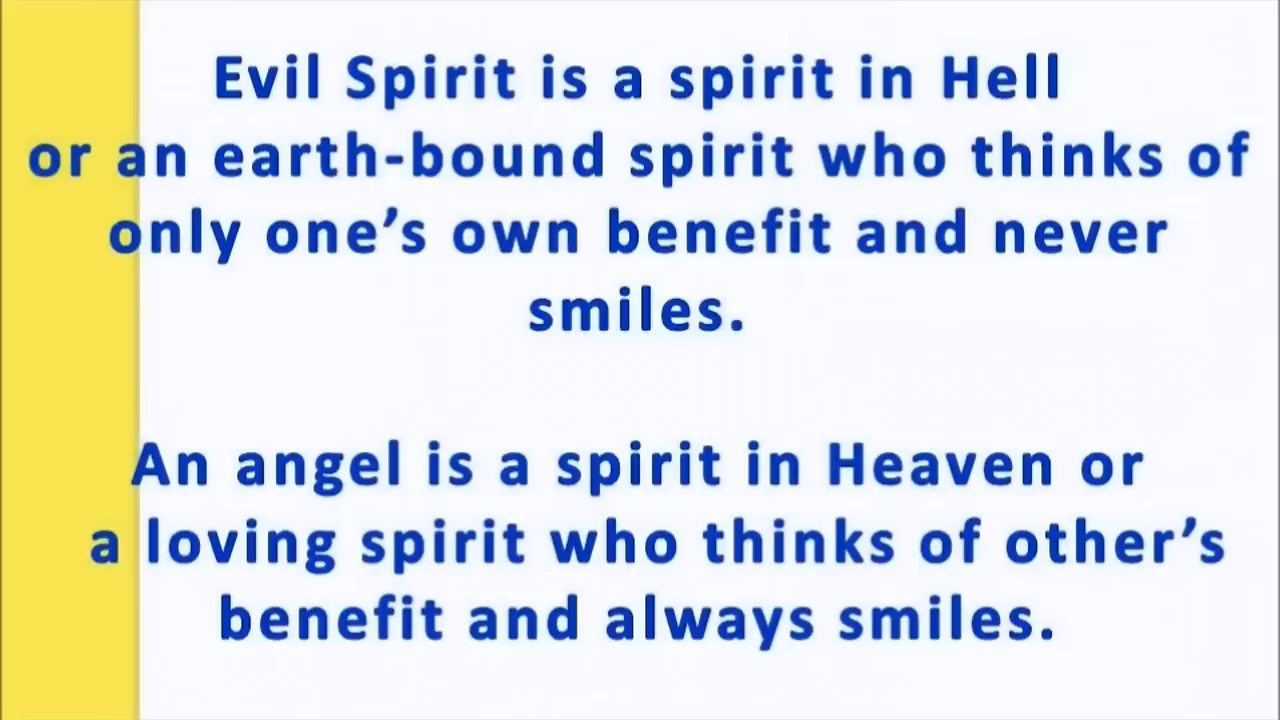 Evil Spirit is a spirit in Hell
or an earth-bound spirit who thinks of
only one’s own benefit and never
smiles.
An angel is a spirit in Heaven or
a loving spirit who thinks of other’s
benefit and always smiles.